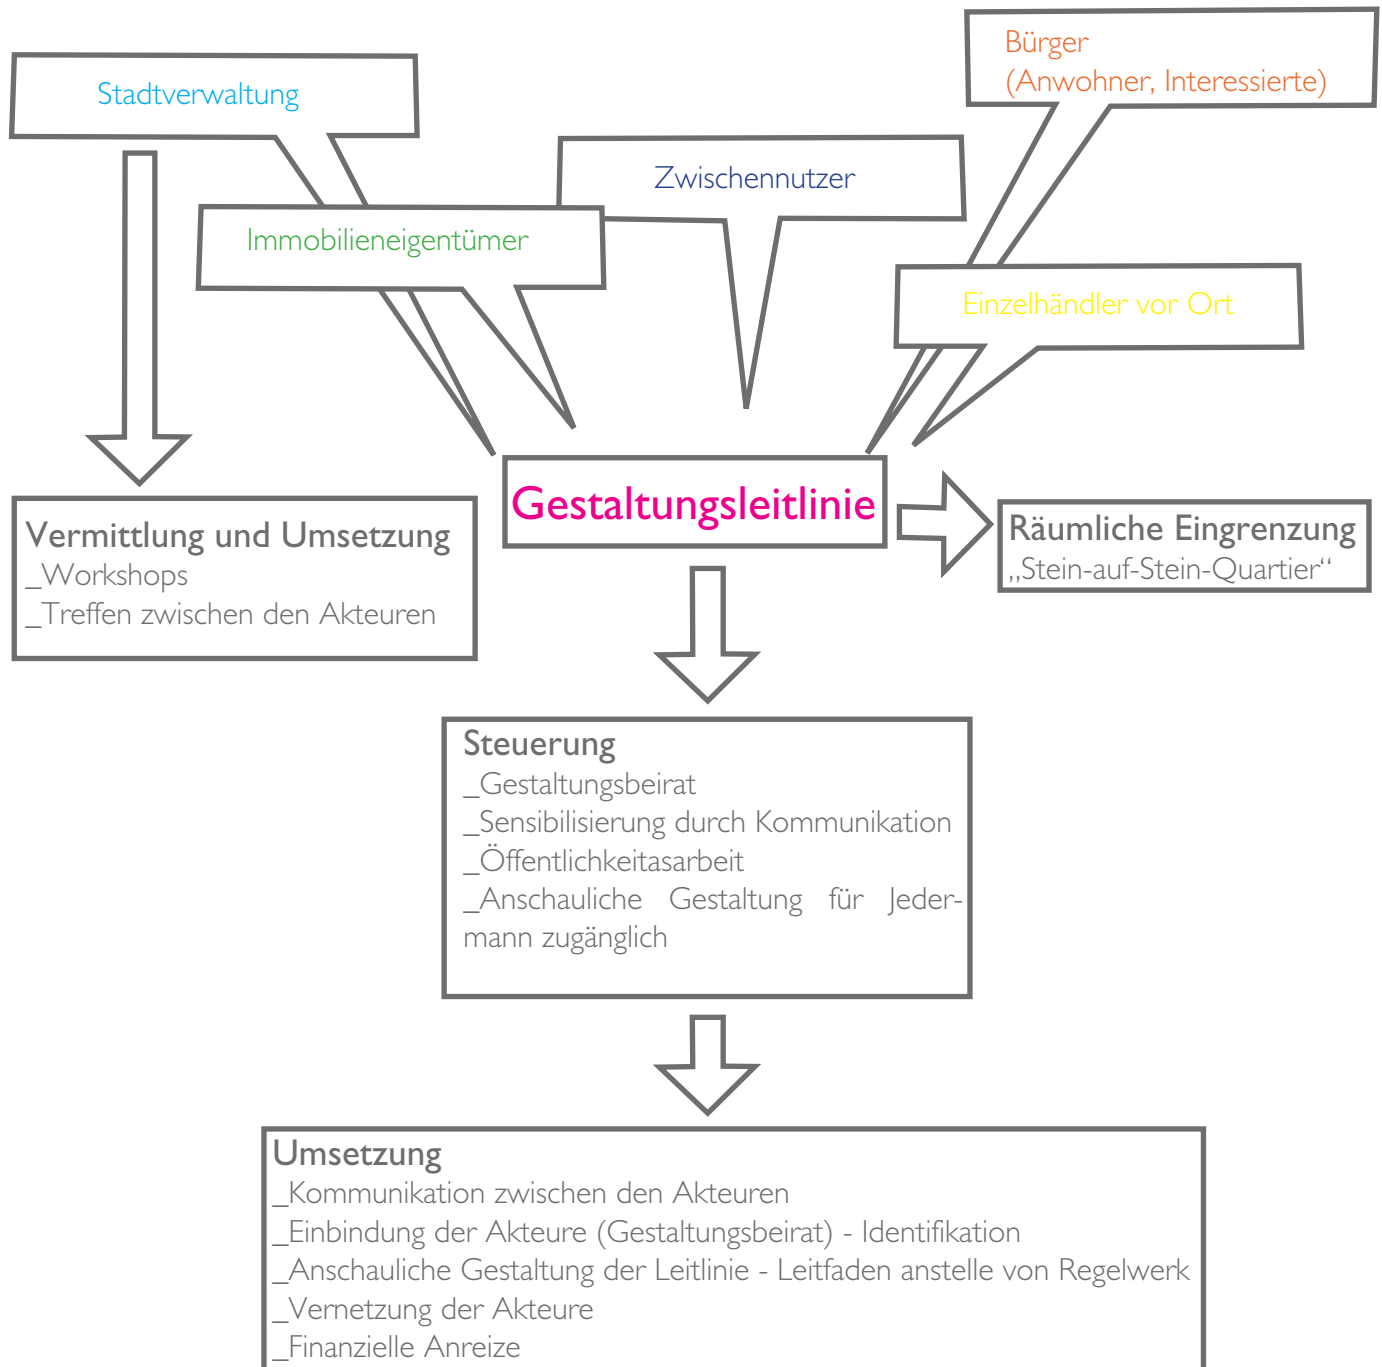 Bürger
(Anwohner, Interessierte)
Stadtverwaltung
Zwischennutzer
Immobilieneigentümer
Einzelhändler vor Ort
Gestaltungsleitlinie
Vermittlung und Umsetzung
_Workshops
_Treffen zwischen den Akteuren
Räumliche Eingrenzung
„Stein-auf-Stein-Quartier“
Steuerung
_Gestaltungsbeirat
_Sensibilisierung durch Kommunikation
_Öffentlichkeitasarbeit
_Anschauliche Gestaltung für Jeder-
mann zugänglich
Umsetzung
_Kommunikation zwischen den Akteuren
_Einbindung der Akteure (Gestaltungsbeirat) - Identifikation
_Anschauliche Gestaltung der Leitlinie - Leitfaden anstelle von Regelwerk
_Vernetzung der Akteure
_Finanzielle Anreize